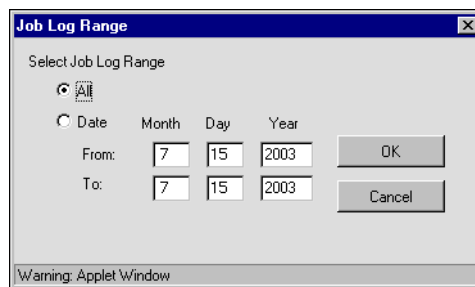 Job Log Range
Select Job Log Range
All
Date Month Day Year
From: 7 15 2003 OK
To: 7 15 2003 Cancel
Warning: Applet Window